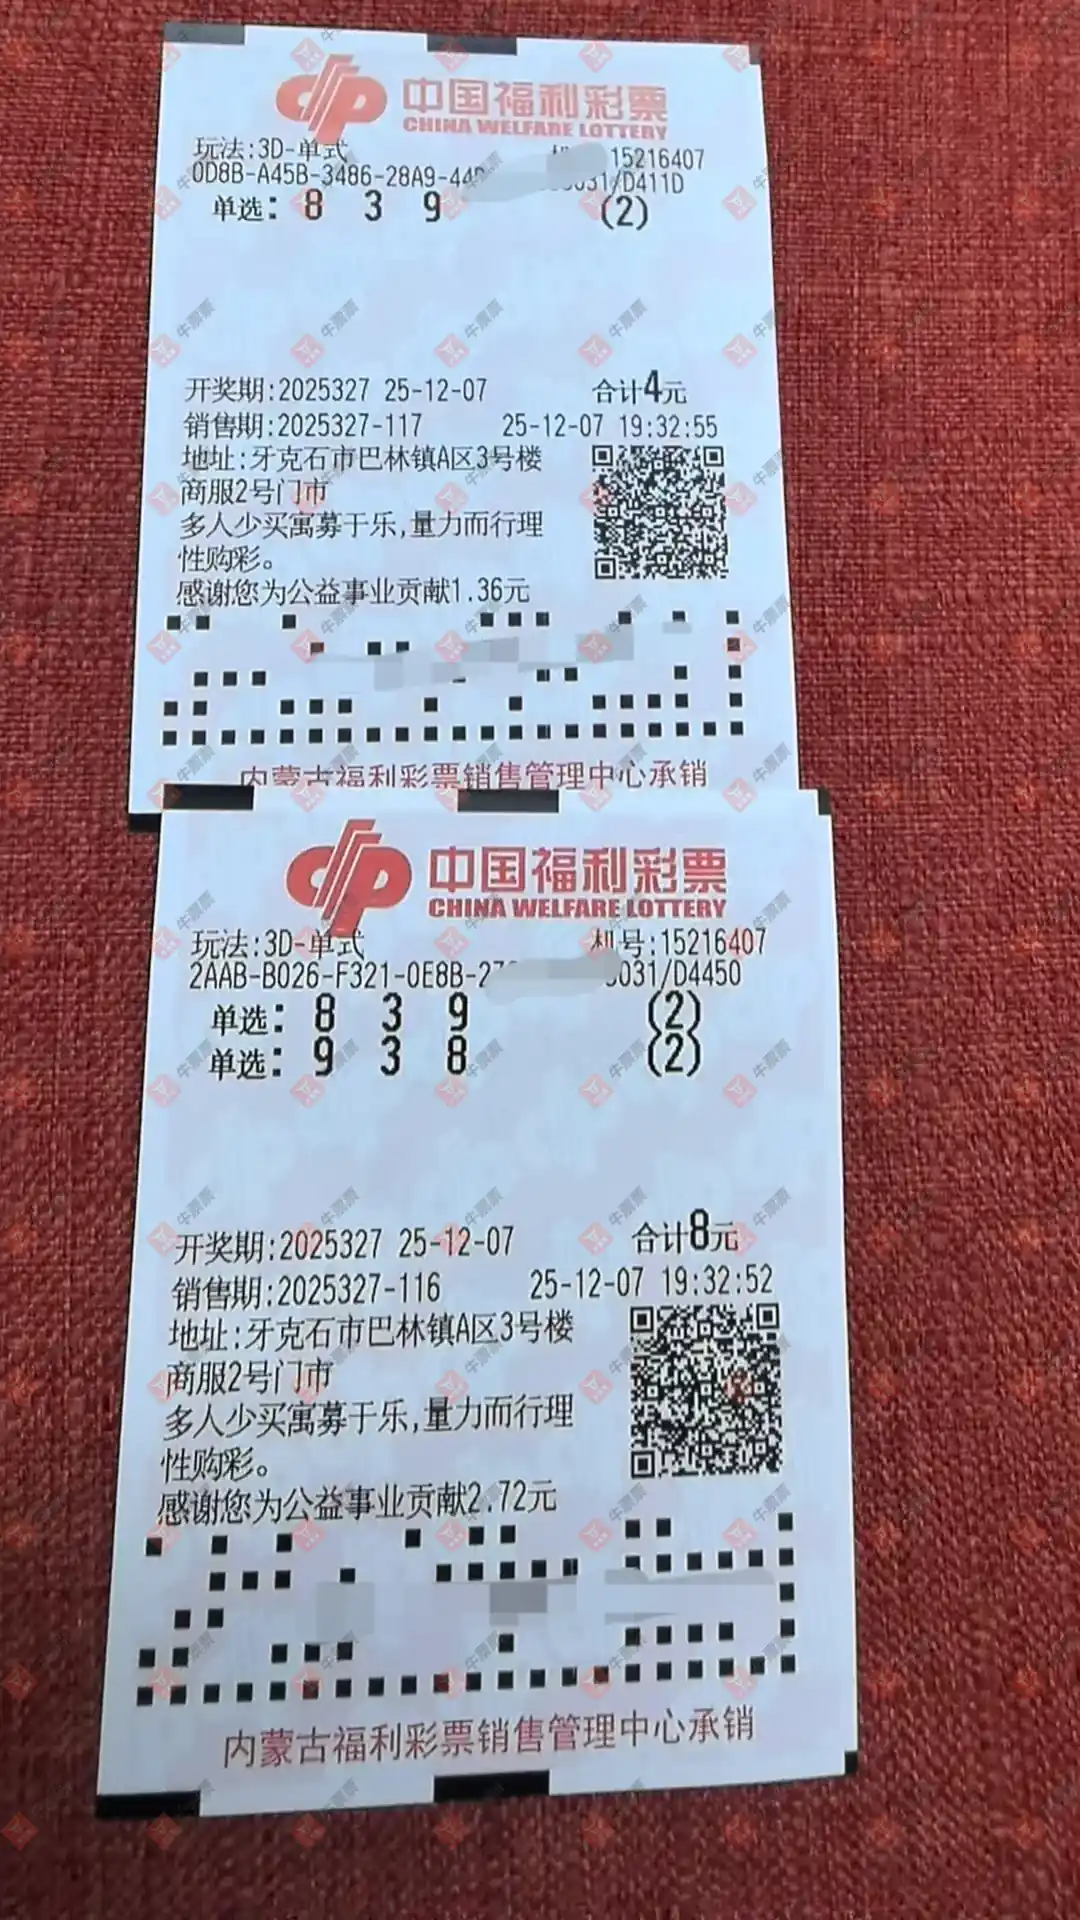 中国福利彩票
CHINA WELFARE LOTTERY
玩法:3D-单式 15216407
0D8B-A45B-3486-28A9-44 031/D411D
单选: 8 3 9 (2)
开奖期:2025327 25-12-07 合计4元
销售期:2025327-117 25-12-07 19:32:55
地址:牙克石市巴林镇A区3号楼
商服2号门市
多人少买寓募于乐,量力而行理
性购彩。
感谢您为公益事业贡献1.36元
内蒙古福利彩票销售管理中心承销
中国福利彩票
CHINA WELFARE LOTTERY
玩法:3D-单式 机号:15216407
2AAB-B026-F321-0E8B-27 031/D4450
单选: 8 3 9 (2)
单选: 9 3 8 (2)
开奖期:2025327 25-12-07 合计8元
销售期:2025327-116 25-12-07 19:32:52
地址:牙克石市巴林镇A区3号楼
商服2号门市
多人少买寓募于乐,量力而行理
性购彩。
感谢您为公益事业贡献2.72元
内蒙古福利彩票销售管理中心承销